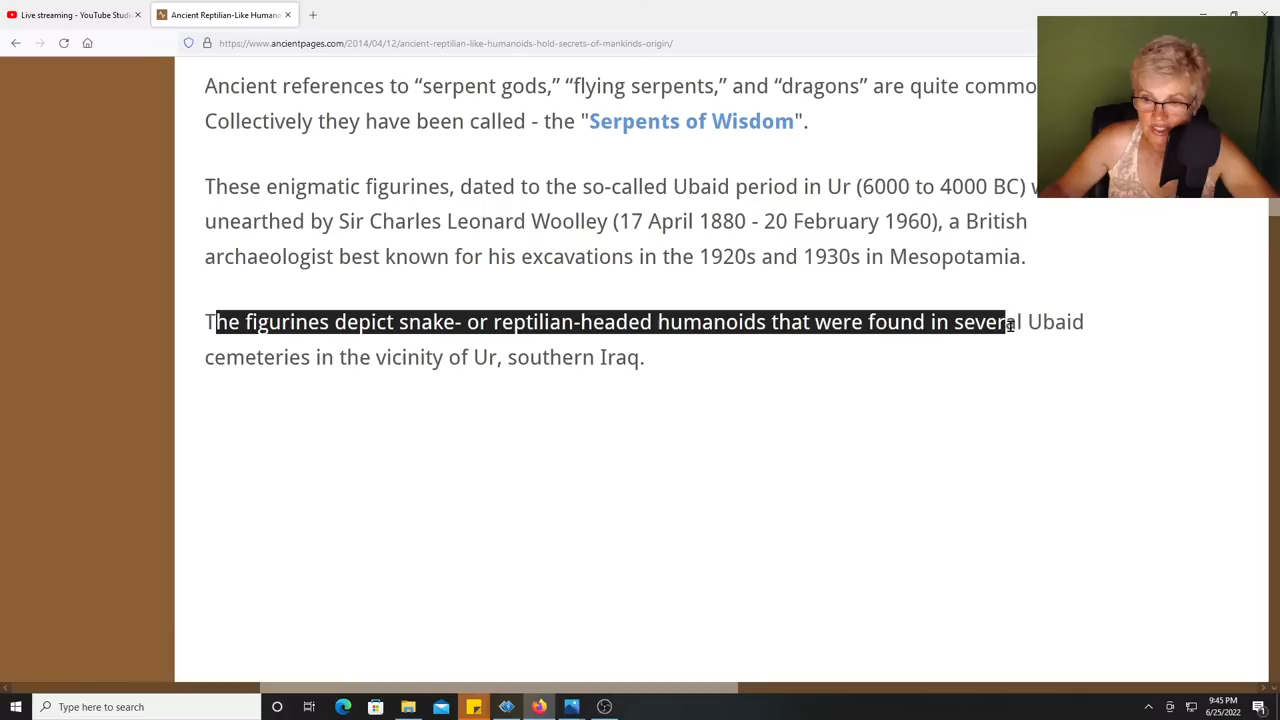 Live streaming - YouTube Stud
Ancient Reptilian-Like Humano
https://www.ancientpages.com/2014/04/12/ancient-reptilian-like-humanoids-hold-secrets-of-mankinds-origin/
Ancient references to “serpent gods,” “flying serpents,” and “dragons” are quite commo
Collectively they have been called - the "Serpents of Wisdom".
These enigmatic figurines, dated to the so-called Ubaid period in Ur (6000 to 4000 BC)
unearthed by Sir Charles Leonard Woolley (17 April 1880 - 20 February 1960), a British
archaeologist best known for his excavations in the 1920s and 1930s in Mesopotamia.
The figurines depict snake- or reptilian-headed humanoids that were found in several Ubaid
cemeteries in the vicinity of Ur, southern Iraq.
Type here to search
9:45 PM
6/25/2022